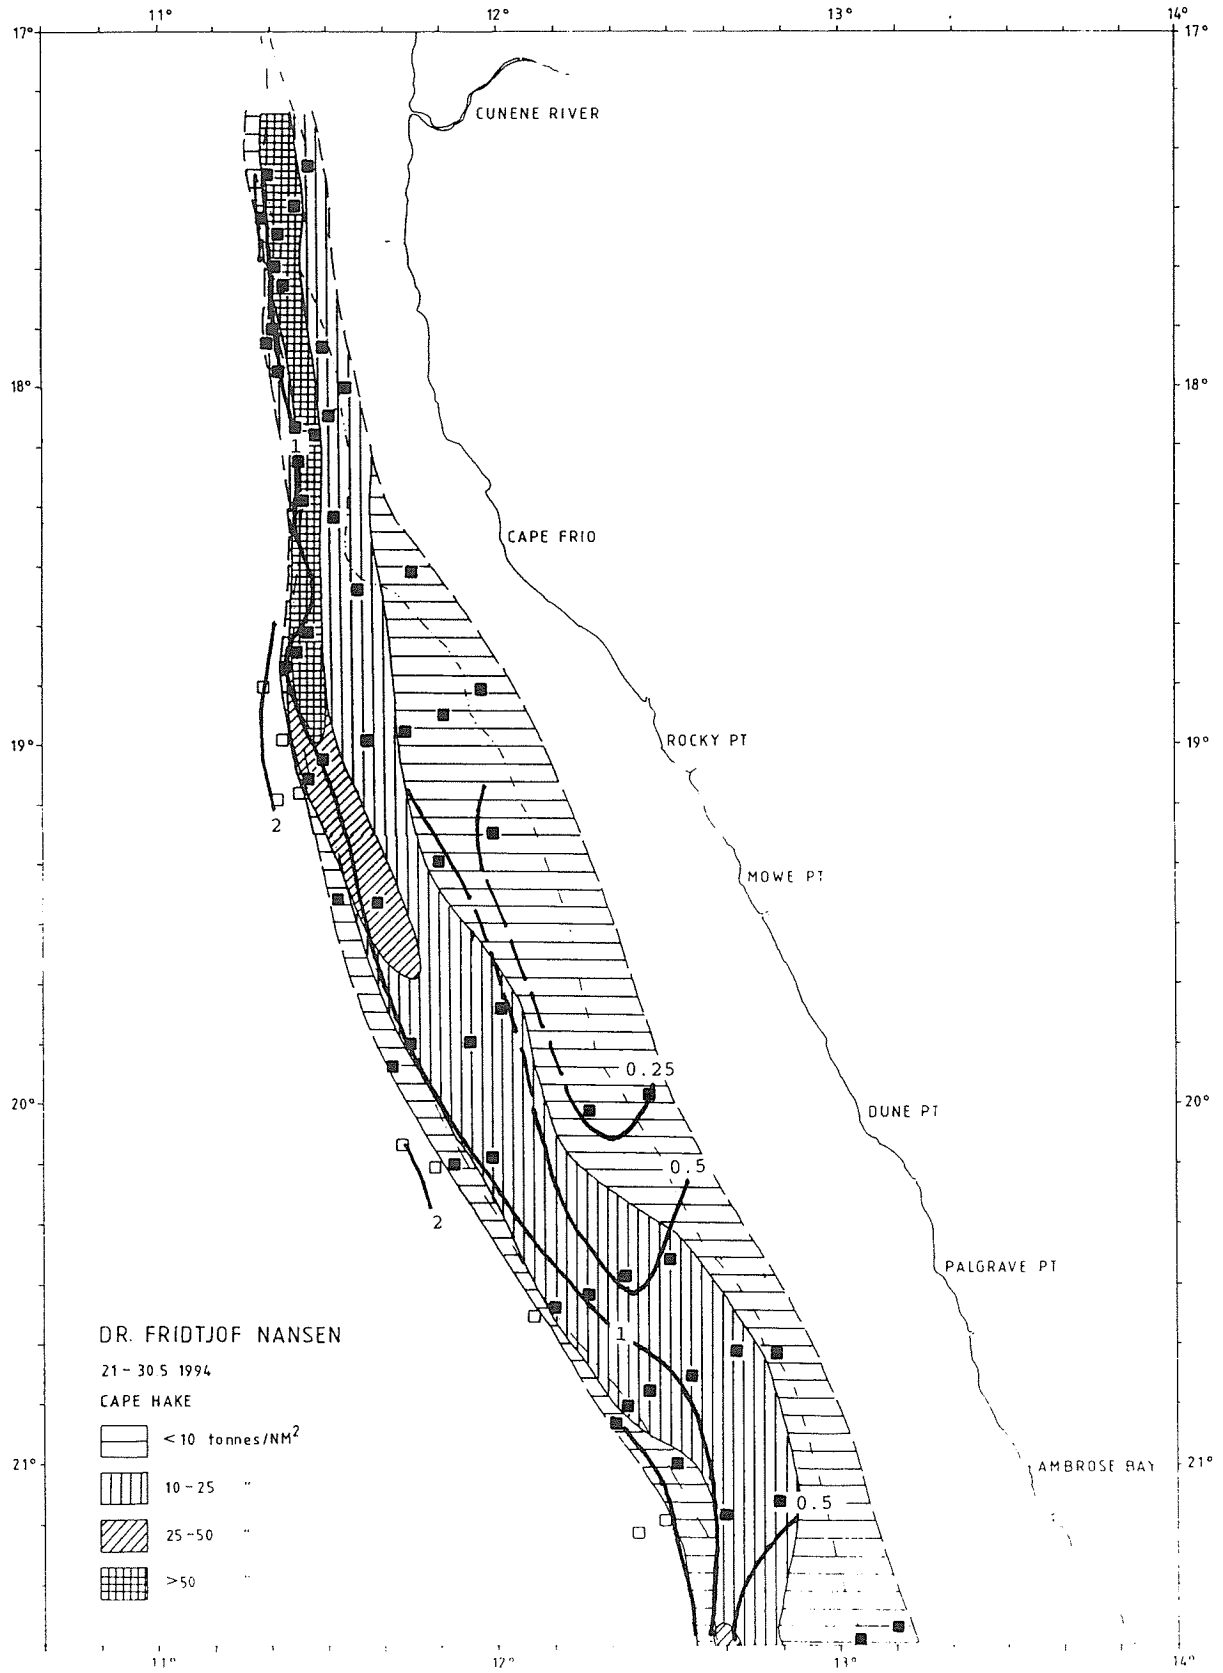 11° 12° 13° 14°
17° 17°
CUNENE RIVER
18° 18°
1
CAPE FRIO
ROCKY PT
19° 19°
2
MOWE PT
0.25
20° 20°
DUNE PT
0.5
2
PALGRAVE PT
1
DR. FRIDTJOF NANSEN
21-30.5 1994
CAPE HAKE
<10 tonnes/NM²
10-25 "
25-50 "
>50 "
21° 21°
AMBROSE BAY
0.5
11° 12° 13° 14°